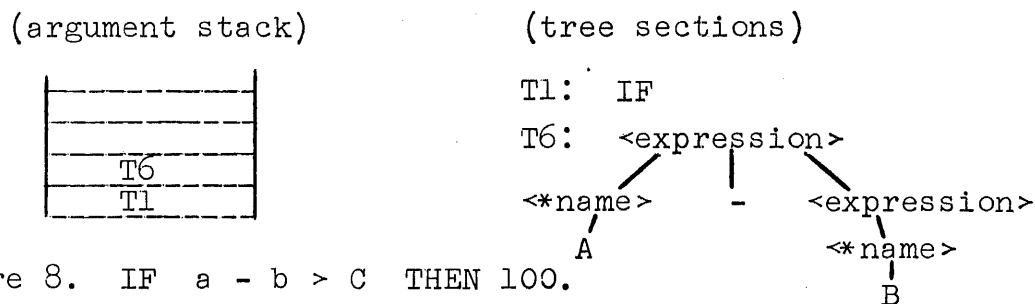 (argument stack) (tree sections)
T1: IF
T6: <expression>
T6
T1
<*name> - <expression>
A <*name>
re 8. IF a - b > C THEN 100.
B